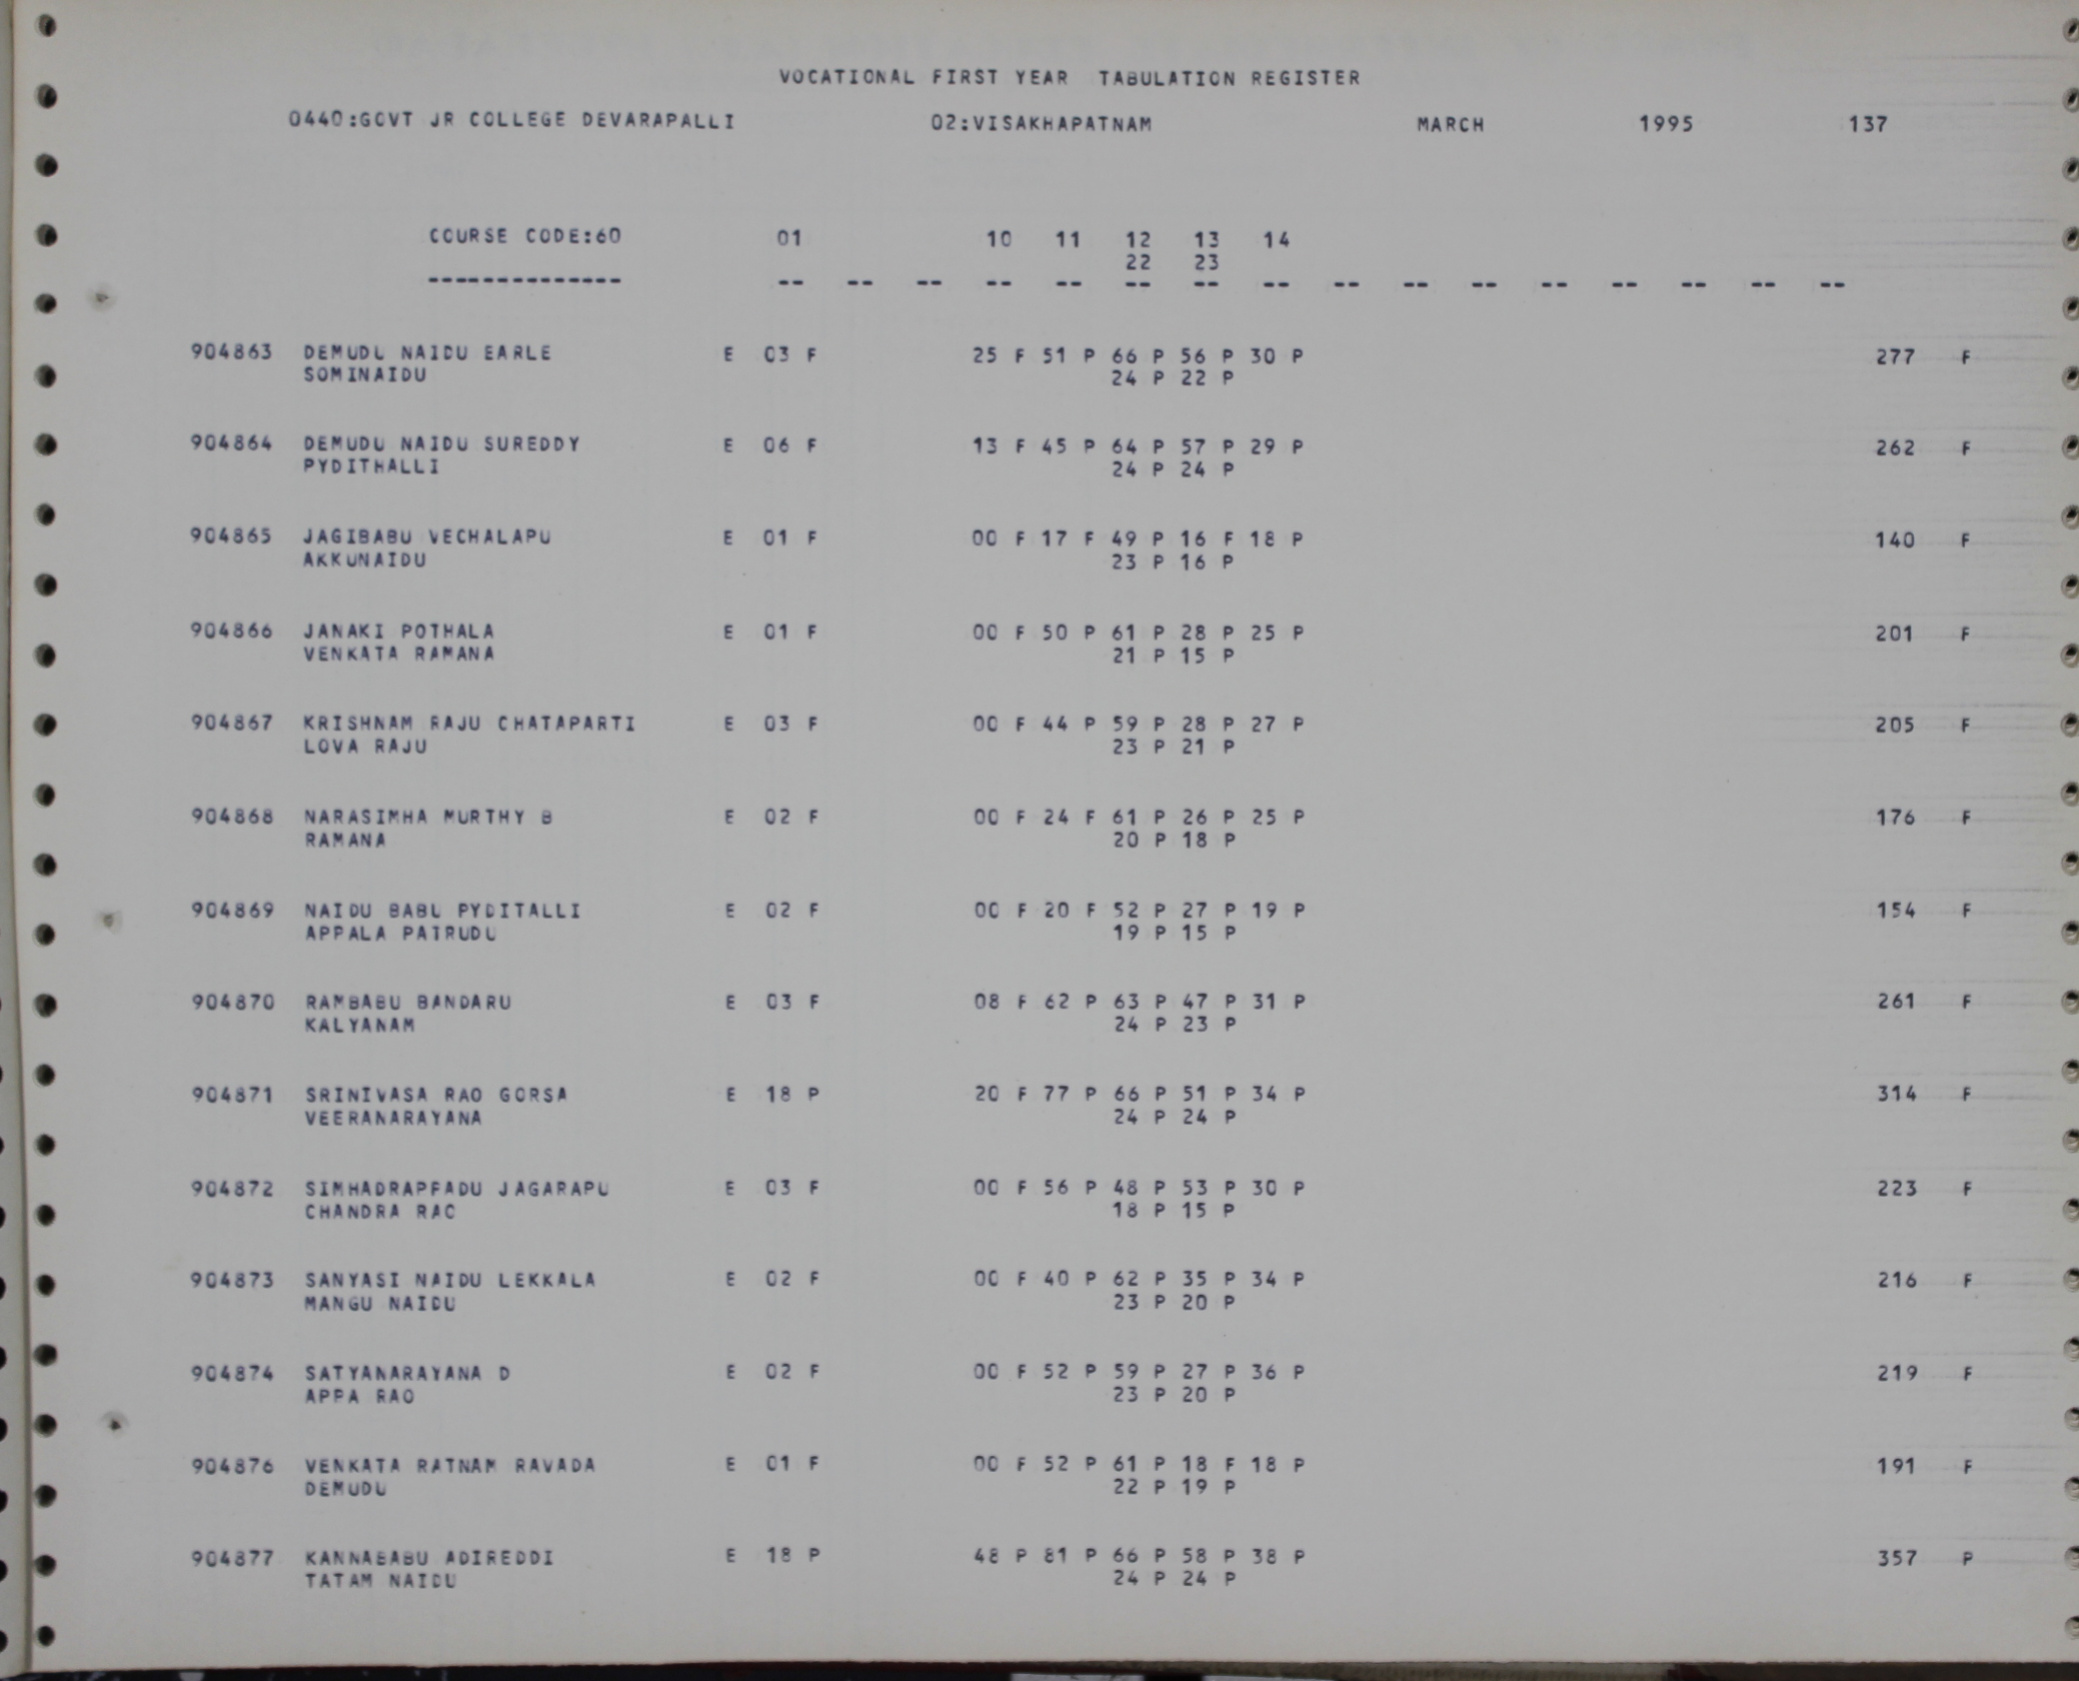 VOCATIONAL FIRST YEAR TABULATION REGISTER
0440:GOVT JR COLLEGE DEVARAPALLI 02:VISAKHAPATNAM MARCH 1995 137
COURSE CODE:60 01 10 11 12 13 14
22 23
-------------- -- -- -- -- -- -- -- -- -- -- -- -- -- -- -- --
904863 DEMUDU NAIDU EARLE E 03 F 25 F 51 P 66 P 56 P 30 P 277 F
SOMINAIDU 24 P 22 P
904864 DEMUDU NAIDU SUREDDY E 06 F 13 F 45 P 64 P 57 P 29 P 262 F
PYDITHALLI 24 P 24 P
904865 JAGIBABU VECHALAPU E 01 F 00 F 17 F 49 P 16 F 18 P 140 F
AKKUNAIDU 23 P 16 P
904866 JANAKI POTHALA E 01 F 00 F 50 P 61 P 28 P 25 P 201 F
VENKATA RAMANA 21 P 15 P
904867 KRISHNAM RAJU CHATAPARTI E 03 F 00 F 44 P 59 P 28 P 27 P 205 F
LOVA RAJU 23 P 21 P
904868 NARASIMHA MURTHY B E 02 F 00 F 24 F 61 P 26 P 25 P 176 F
RAMANA 20 P 18 P
904869 NAIDU BABU PYDITALLI E 02 F 00 F 20 F 52 P 27 P 19 P 154 F
APPALA PATRUDU 19 P 15 P
904870 RAMBABU BANDARU E 03 F 08 F 62 P 63 P 47 P 31 P 261 F
KALYANAM 24 P 23 P
904871 SRINIVASA RAO GORSA E 18 P 20 F 77 P 66 P 51 P 34 P 314 F
VEERANARAYANA 24 P 24 P
904872 SIMHADRAPPADU JAGARAPU E 03 F 00 F 56 P 48 P 53 P 30 P 223 F
CHANDRA RAO 18 P 15 P
904873 SANYASI NAIDU LEKKALA E 02 F 00 F 40 P 62 P 35 P 34 P 216 F
MANGU NAIDU 23 P 20 P
904874 SATYANARAYANA D E 02 F 00 F 52 P 59 P 27 P 36 P 219 F
APPA RAO 23 P 20 P
904876 VENKATA RATNAM RAVADA E 01 F 00 F 52 P 61 P 18 F 18 P 191 F
DEMUDU 22 P 19 P
904877 KANNABABU ADIREDDI E 18 P 48 P 81 P 66 P 58 P 38 P 357 P
TATAM NAIDU 24 P 24 P